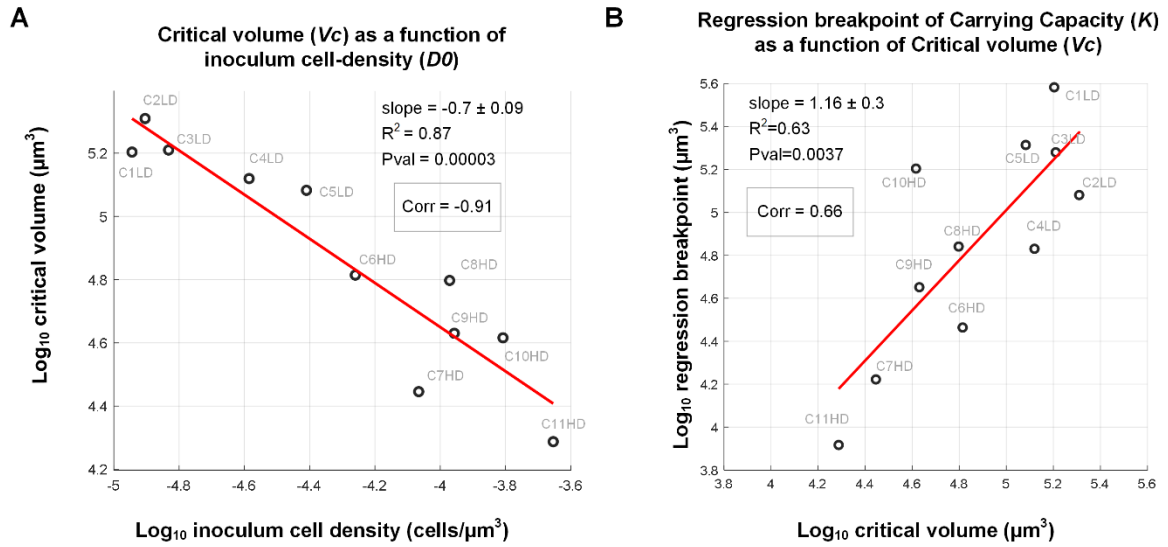 A
Critical volume (Vc) as a function of
inoculum cell-density (D0)
slope = -0.7 ± 0.09
R² = 0.87
Pval = 0.00003
Corr = -0.91
C2LD
C3LD
C1LD
C4LD
C5LD
C6HD
C8HD
C9HD
C10HD
C7HD
C11HD
5.2
5
4.8
4.6
4.4
4.2
-5
-4.8
-4.6
-4.4
-4.2
-4
-3.8
-3.6
Log₁₀ critical volume (µm³)
Log₁₀ inoculum cell density (cells/µm³)
B
Regression breakpoint of Carrying Capacity (K)
as a function of Critical volume (Vc)
slope = 1.16 ± 0.3
R²=0.63
Pval=0.0037
Corr = 0.66
C1LD
C3LD
C5LD
C10HD
C2LD
C8HD
C4LD
C9HD
C6HD
C7HD
C11HD
5.6
5.4
5.2
5
4.8
4.6
4.4
4.2
4
3.8
3.8
4
4.2
4.4
4.6
4.8
5
5.2
5.4
5.6
Log₁₀ regression breakpoint (µm³)
Log₁₀ critical volume (µm³)